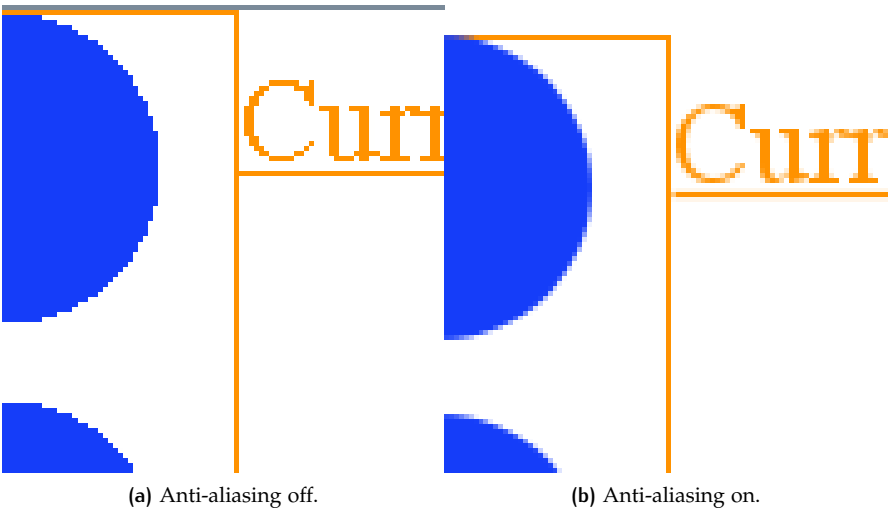 Curr
Curr
(a) Anti-aliasing off.
(b) Anti-aliasing on.